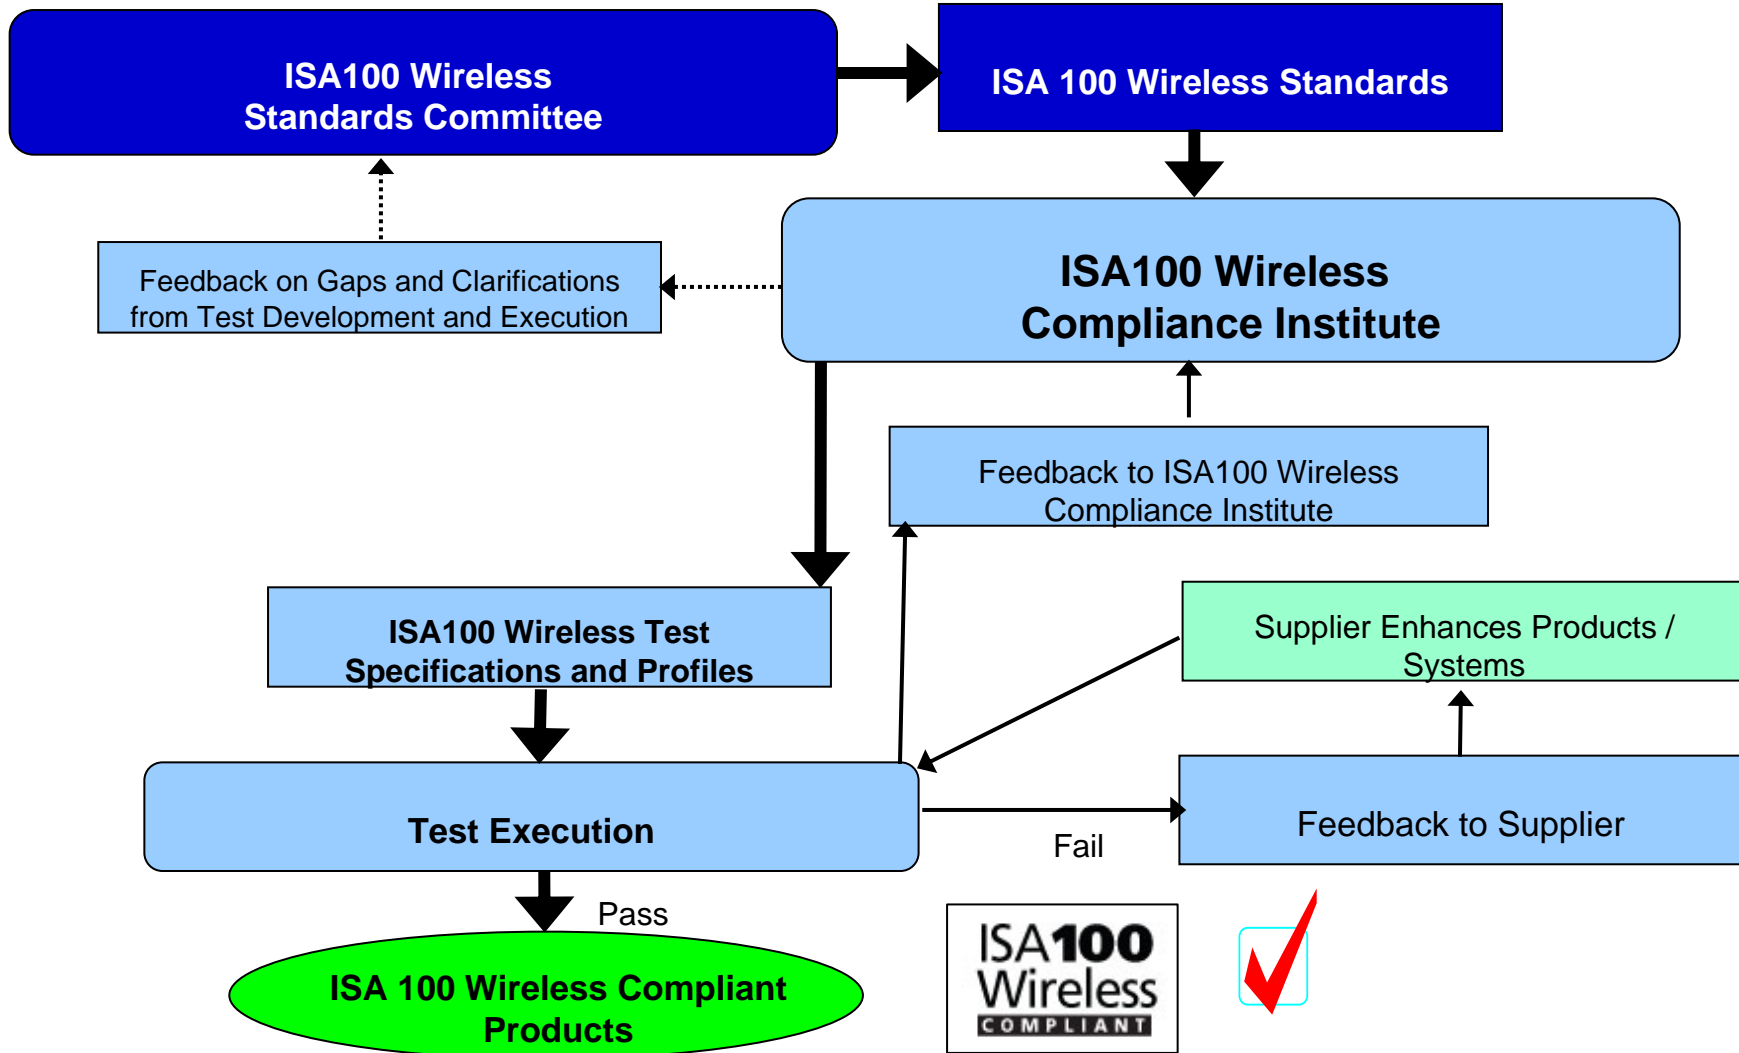 ISA100 Wireless
Standards Committee
ISA 100 Wireless Standards
Feedback on Gaps and Clarifications
from Test Development and Execution
ISA100 Wireless
Compliance Institute
Feedback to ISA100 Wireless
Compliance Institute
ISA100 Wireless Test
Specifications and Profiles
Supplier Enhances Products /
Systems
Test Execution
Fail
Feedback to Supplier
Pass
ISA 100 Wireless Compliant
Products
ISA100
Wireless
COMPLIANT